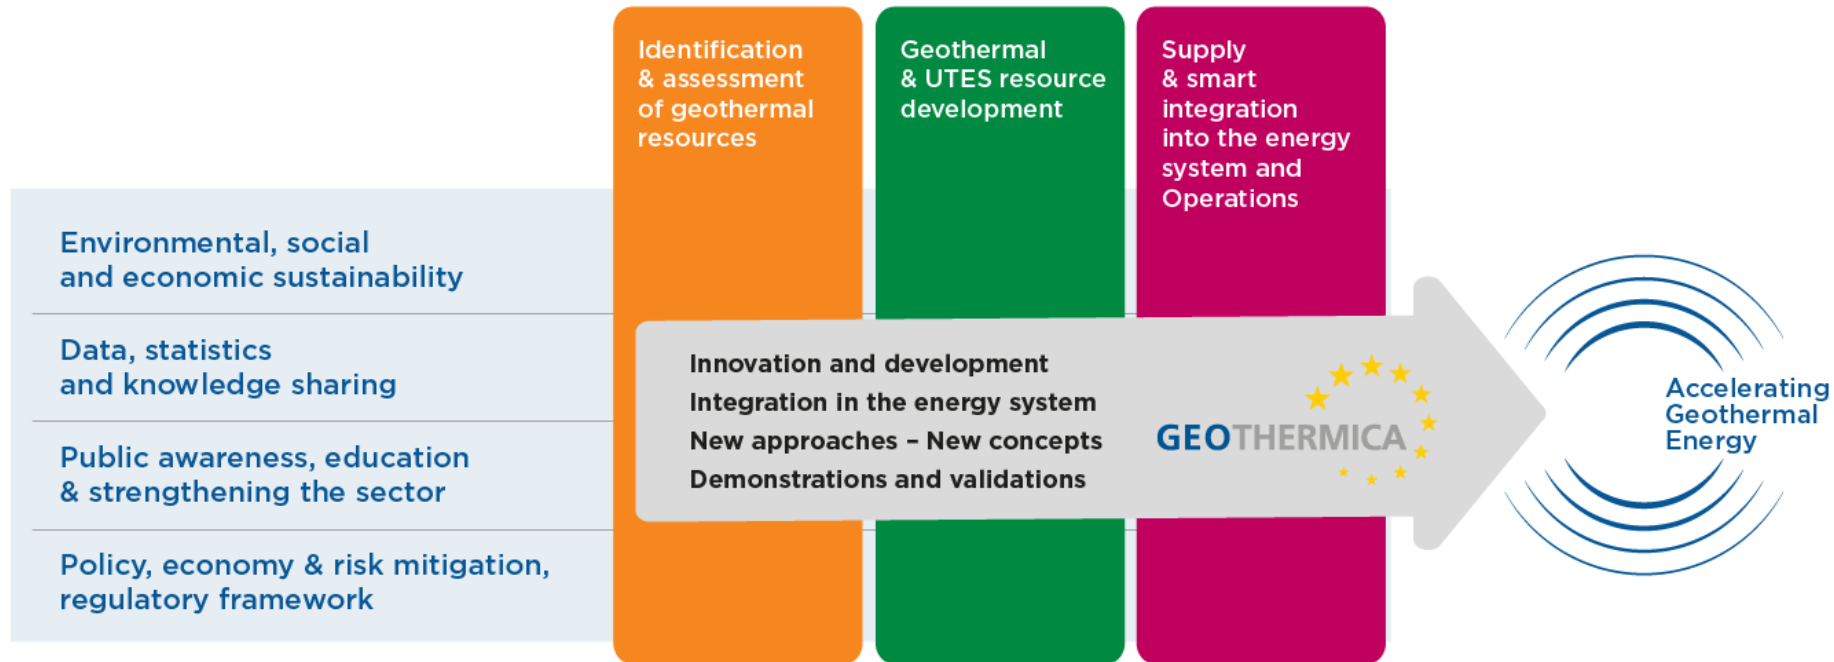 Identification
& assessment
of geothermal
resources
Geothermal
& UTES resource
development
Supply
& smart
integration
into the energy
system and
Operations
Environmental, social
and economic sustainability
Data, statistics
and knowledge sharing
Public awareness, education
& strengthening the sector
Policy, economy & risk mitigation,
regulatory framework
Innovation and development
Integration in the energy system
New approaches – New concepts
Demonstrations and validations
GEOTHERMICA
Accelerating
Geothermal
Energy